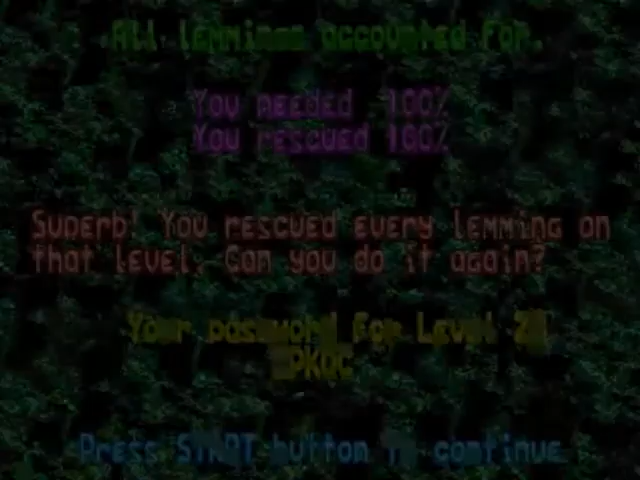 All lemmings accounted for.
You needed 100%
You rescued 100%
Superb! You rescued every lemming on
that level. Can you do it again?
Your password for Level
Press START button to continue